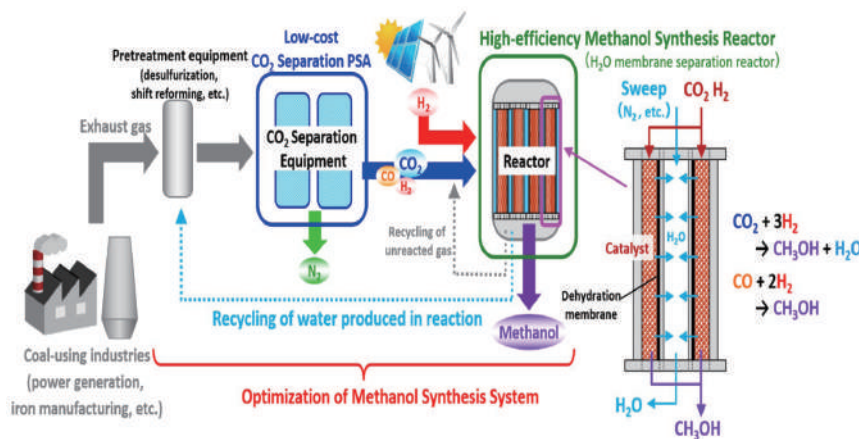 Low-cost
CO₂ Separation PSA
High-efficiency Methanol Synthesis Reactor
(H₂O membrane separation reactor)
Pretreatment equipment
(desulfurization,
shift reforming, etc.)
Exhaust gas
CO₂ Separation
Equipment
H₂
CO₂
CO
H₂
Reactor
N₂
Recycling of
unreacted gas
Recycling of water produced in reaction
Methanol
Coal-using industries
(power generation,
iron manufacturing, etc.)
Optimization of Methanol Synthesis System
Sweep
(N₂, etc.)
CO₂ H₂
H₂O
Catalyst
Dehydration
membrane
H₂O
CH₃OH
CO₂ + 3H₂
→ CH₃OH + H₂O
CO + 2H₂
→ CH₃OH